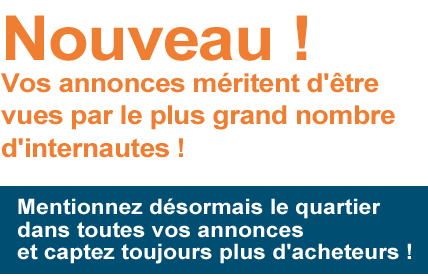 Nouveau !
Vos annonces méritent d'être
vues par le plus grand nombre
d'internautes !
Mentionnez désormais le quartier
dans toutes vos annonces
et captez toujours plus d'acheteurs !